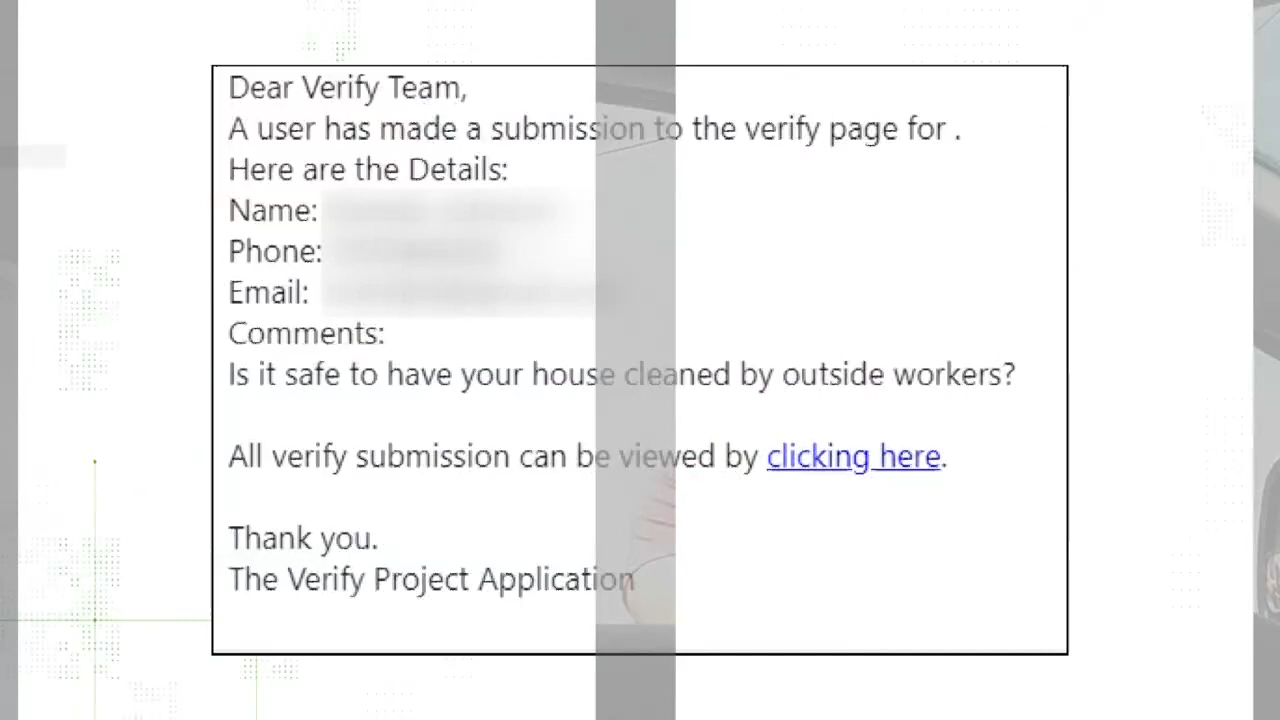 Dear Verify Team,
A user has made a submission to the verify page for .
Here are the Details:
Name:
Phone:
Email:
Comments:
Is it safe to have your house cleaned by outside workers?
All verify submission can be viewed by clicking here.
Thank you.
The Verify Project Application